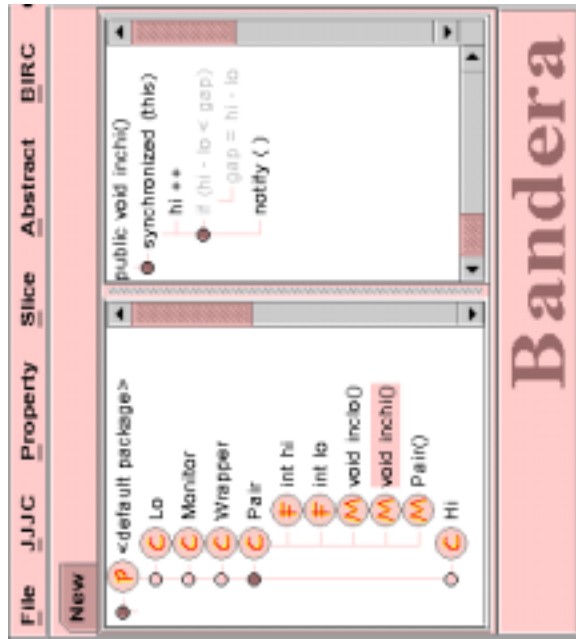 File JJJC Property Slice Abstract BIRC
New
P <default package>
C Lo
C Monitor
C Wrapper
C Pair
F int hi
F int lo
M void inclo()
M void inchi()
M Pair()
C Hi
public void inchi()
synchronized (this)
hi ++
if (hi - lo < gap)
gap = hi - lo
notify ( )
Bandera